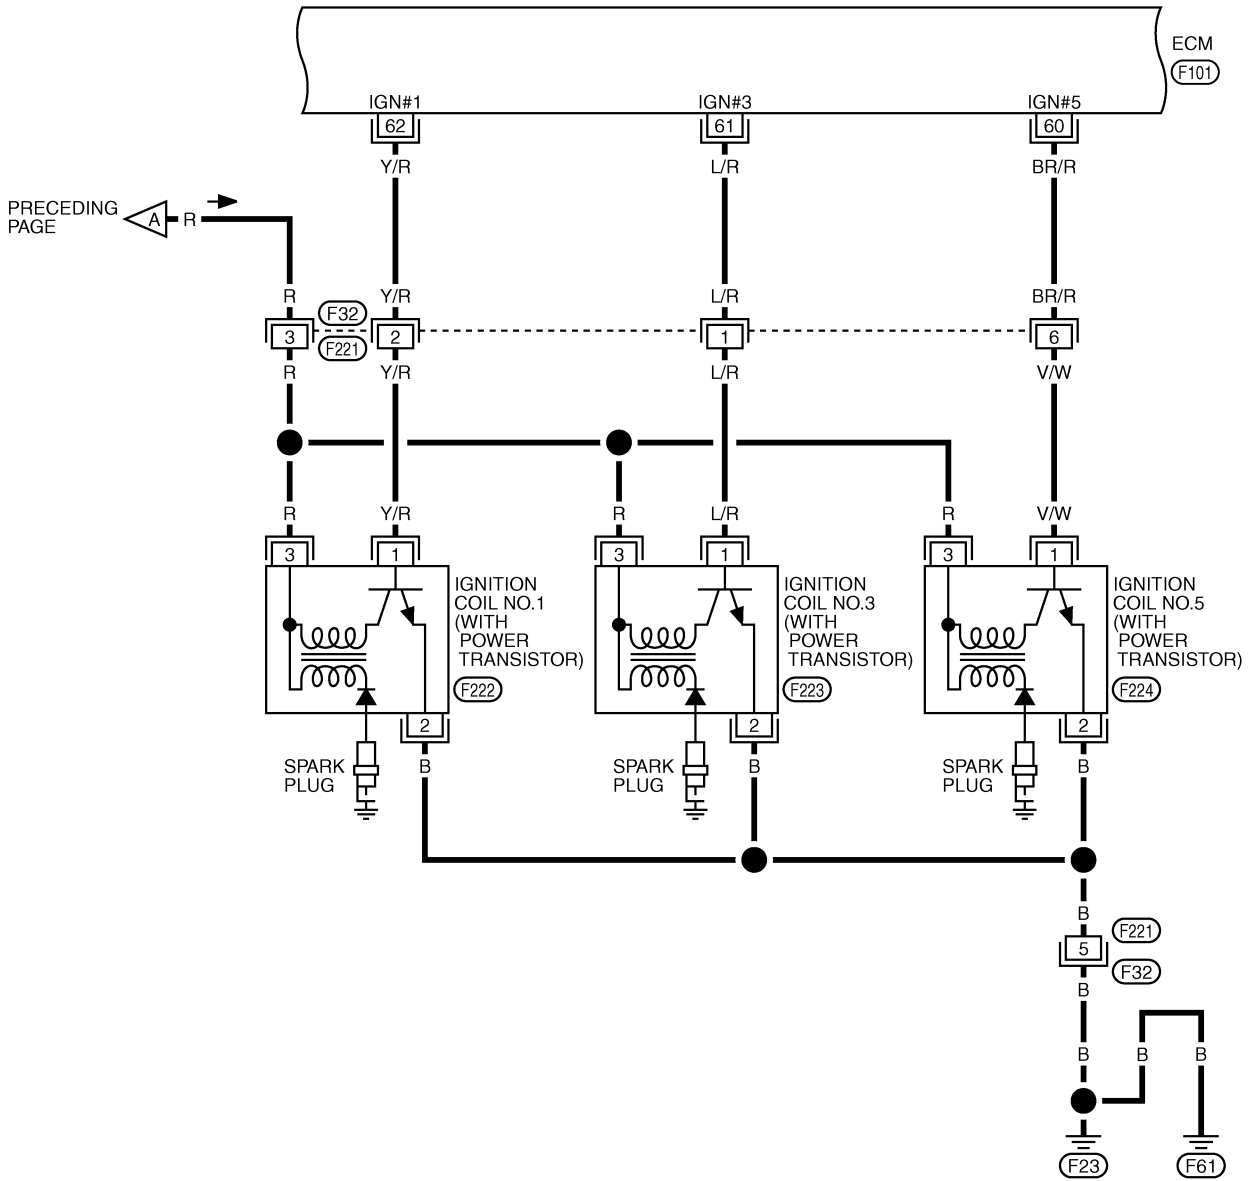 ECM
F101
IGN#1 IGN#3 IGN#5
62 61 60
Y/R L/R BR/R
PRECEDING
PAGE
A R
R Y/R L/R BR/R
F32
3 2 1 6
F221
R Y/R L/R V/W
R Y/R R L/R R V/W
3 1 3 1 3 1
IGNITION
COIL NO.1
(WITH
POWER
TRANSISTOR)
F222
IGNITION
COIL NO.3
(WITH
POWER
TRANSISTOR)
F223
IGNITION
COIL NO.5
(WITH
POWER
TRANSISTOR)
F224
2 2 2
SPARK
PLUG
B
SPARK
PLUG
B
SPARK
PLUG
B
B
F221
5
F32
B
B B B
F23 F61